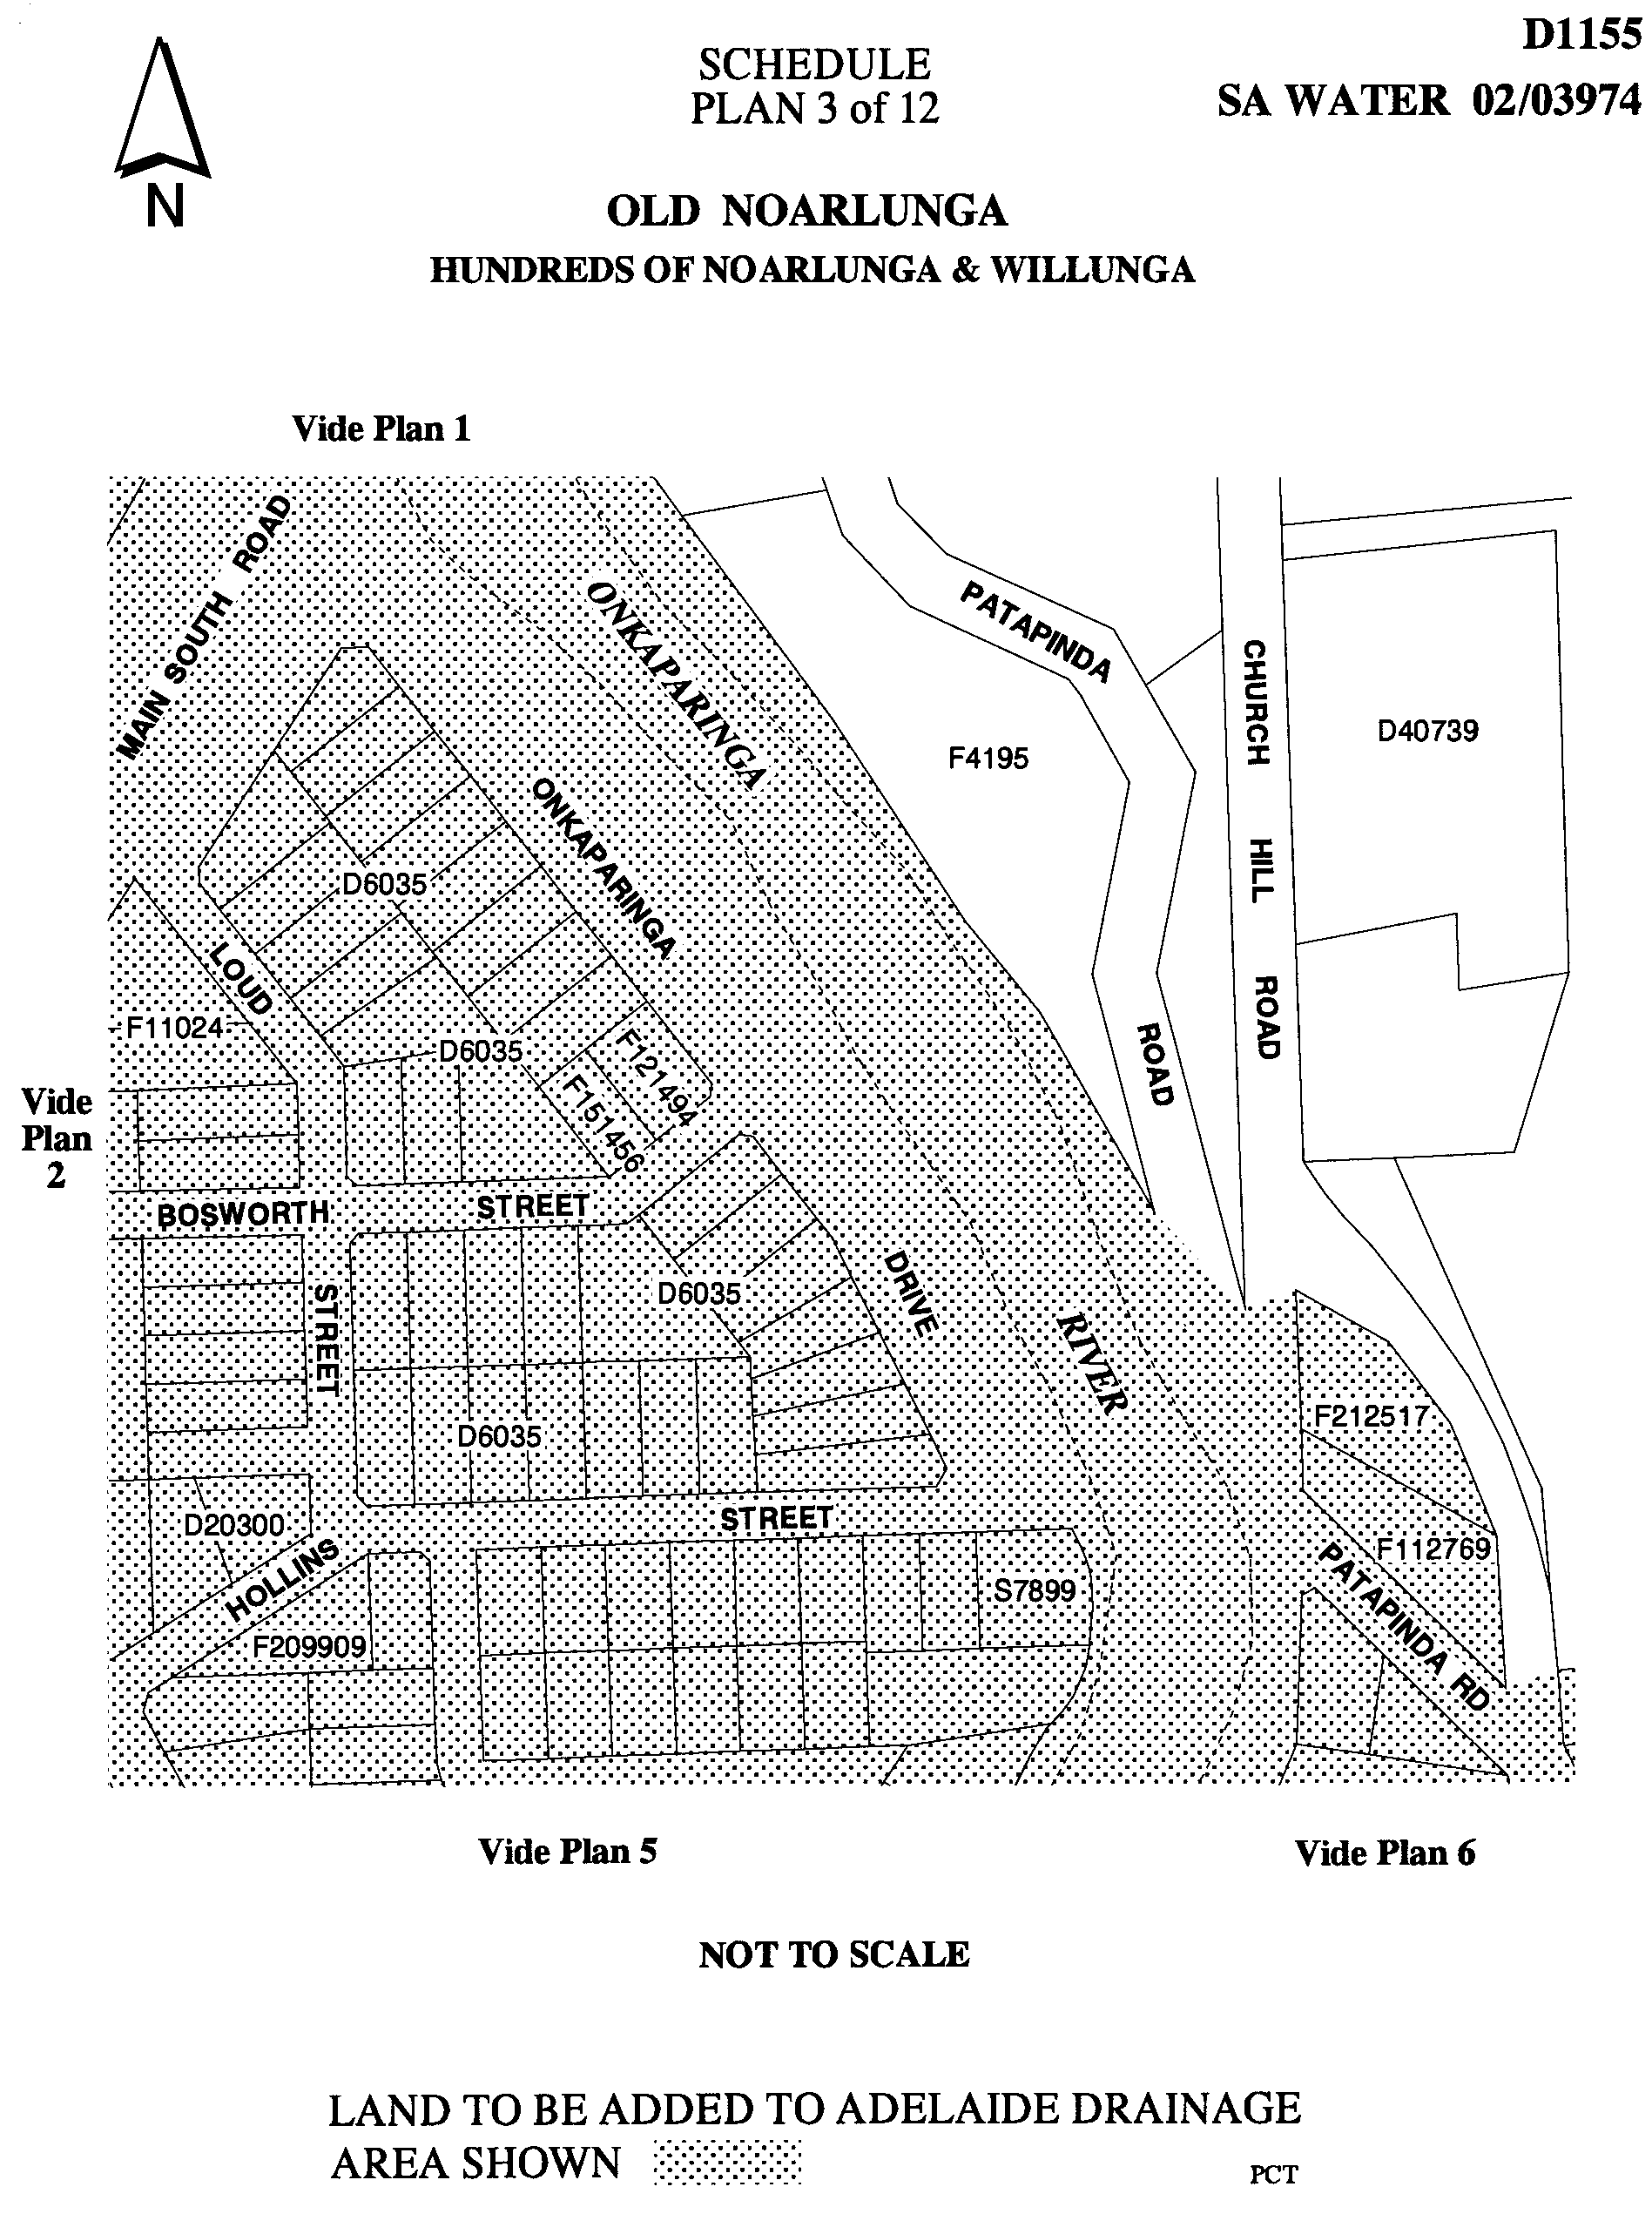 D1155
SCHEDULE
PLAN 3 of 12
SA WATER 02/03974
N
OLD NOARLUNGA
HUNDREDS OF NOARLUNGA & WILLUNGA
Vide Plan 1
MAIN SOUTH ROAD
ONKAPARINGA
PATAPINDA
CHURCH HILL ROAD
D40739
F4195
ONKAPARINGA
D6035
LOUD
F11024
D6035
F121494
F151456
ROAD
Vide
Plan
2
BOSWORTH
STREET
D6035
DRIVE
STREET
RIVER
F212517
D6035
STREET
D20300
HOLLINS
F112769
PATAPINDA RD
S7899
F209909
Vide Plan 5
Vide Plan 6
NOT TO SCALE
LAND TO BE ADDED TO ADELAIDE DRAINAGE
AREA SHOWN
PCT